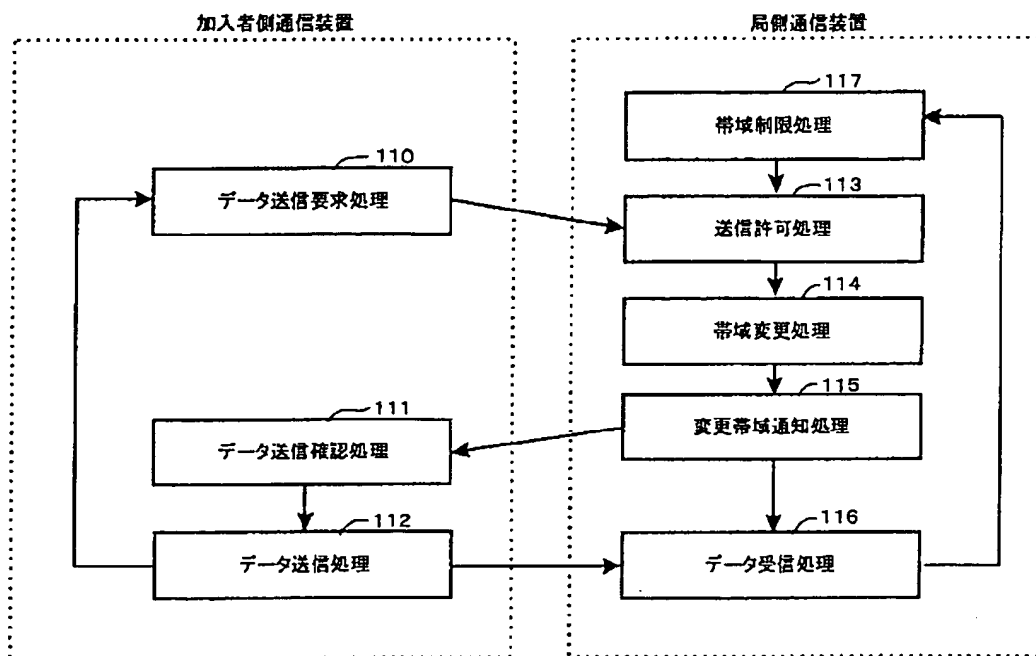 加入者側通信装置
局側通信装置
117
帯域制限処理
110
データ送信要求処理
113
送信許可処理
114
帯域変更処理
111
データ送信確認処理
115
変更帯域通知処理
112
データ送信処理
116
データ受信処理